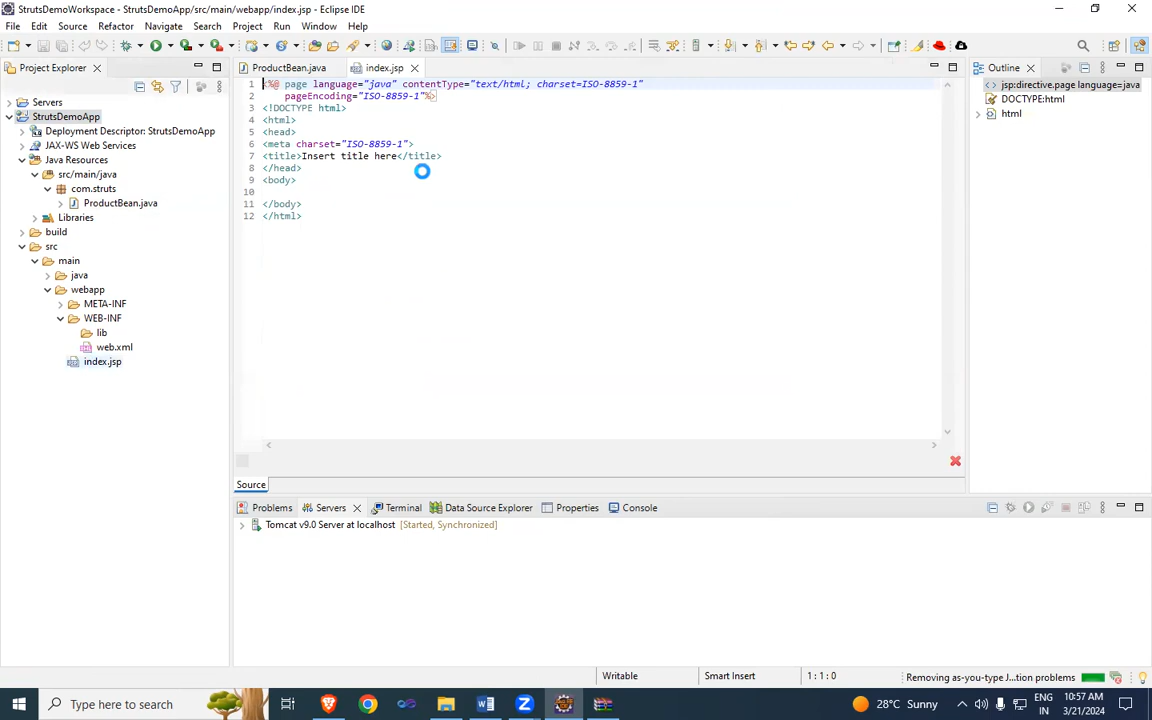 StrutsDemoWorkspace - StrutsDemoApp/src/main/webapp/index.jsp - Eclipse IDE
File Edit Source Refactor Navigate Search Project Run Window Help
Project Explorer
Servers
StrutsDemoApp
Deployment Descriptor: StrutsDemoApp
JAX-WS Web Services
Java Resources
src/main/java
com.struts
ProductBean.java
Libraries
build
src
main
java
webapp
META-INF
WEB-INF
lib
web.xml
index.jsp
ProductBean.java index.jsp
1 <%@ page language="java" contentType="text/html; charset=ISO-8859-1"
2 pageEncoding="ISO-8859-1"%>
3 <!DOCTYPE html>
4 <html>
5 <head>
6 <meta charset="ISO-8859-1">
7 <title>Insert title here</title>
8 </head>
9 <body>
10
11 </body>
12 </html>
Source
Outline
jsp:directive.page language=java
DOCTYPE:html
html
Problems Servers Terminal Data Source Explorer Properties Console
Tomcat v9.0 Server at localhost [Started, Synchronized]
Writable Smart Insert 1 : 1 : 0 Removing as-you-type J...tion problems
Type here to search
28°C Sunny
ENG
IN
10:57 AM
3/21/2024